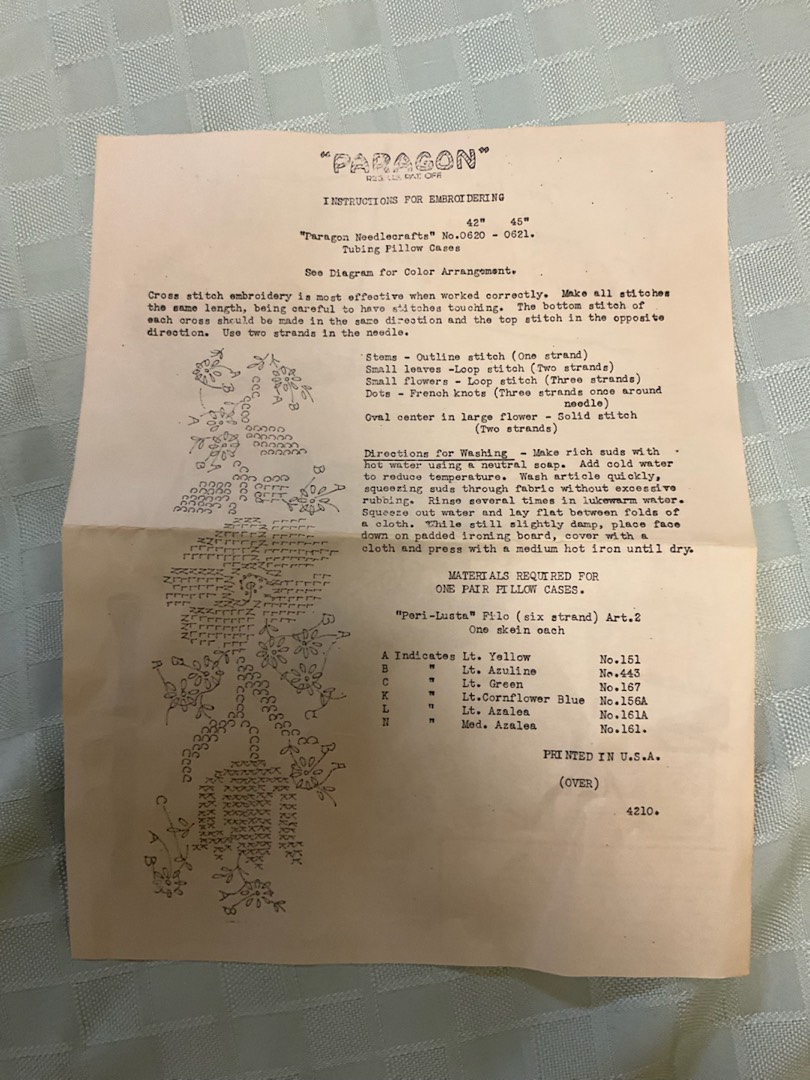 "PARAGON"
REG. U.S. PAT. OFF.
INSTRUCTIONS FOR EMBROIDERING
42" 45"
"Paragon Needlecrafts" No.0620 - 0621.
Tubing Pillow Cases
See Diagram for Color Arrangement.
Cross stitch embroidery is most effective when worked correctly. Make all stitches
the same length, being careful to have stitches touching. The bottom stitch of
each cross should be made in the same direction and the top stitch in the opposite
direction. Use two strands in the needle.
Stems - Outline stitch (One strand)
Small leaves -Loop stitch (Two strands)
Small flowers - Loop stitch (Three strands)
Dots - French knots (Three strands once around
needle)
Oval center in large flower - Solid stitch
(Two strands)
Directions for Washing - Make rich suds with
hot water using a neutral soap. Add cold water
to reduce temperature. Wash article quickly,
squeezing suds through fabric without excessive
rubbing. Rinse several times in lukewarm water.
Squeeze out water and lay flat between folds of
a cloth. While still slightly damp, place face
down on padded ironing board, cover with a
cloth and press with a medium hot iron until dry.
MATERIALS REQUIRED FOR
ONE PAIR PILLOW CASES.
"Peri-Lusta" Filo (six strand) Art.2
One skein each
A Indicates Lt. Yellow No.151
B " Lt. Azuline No.443
C " Lt. Green No.167
K " Lt.Cornflower Blue No.156A
L " Lt. Azalea No.161A
N " Med. Azalea No.161.
PRINTED IN U.S.A.
(OVER)
4210.